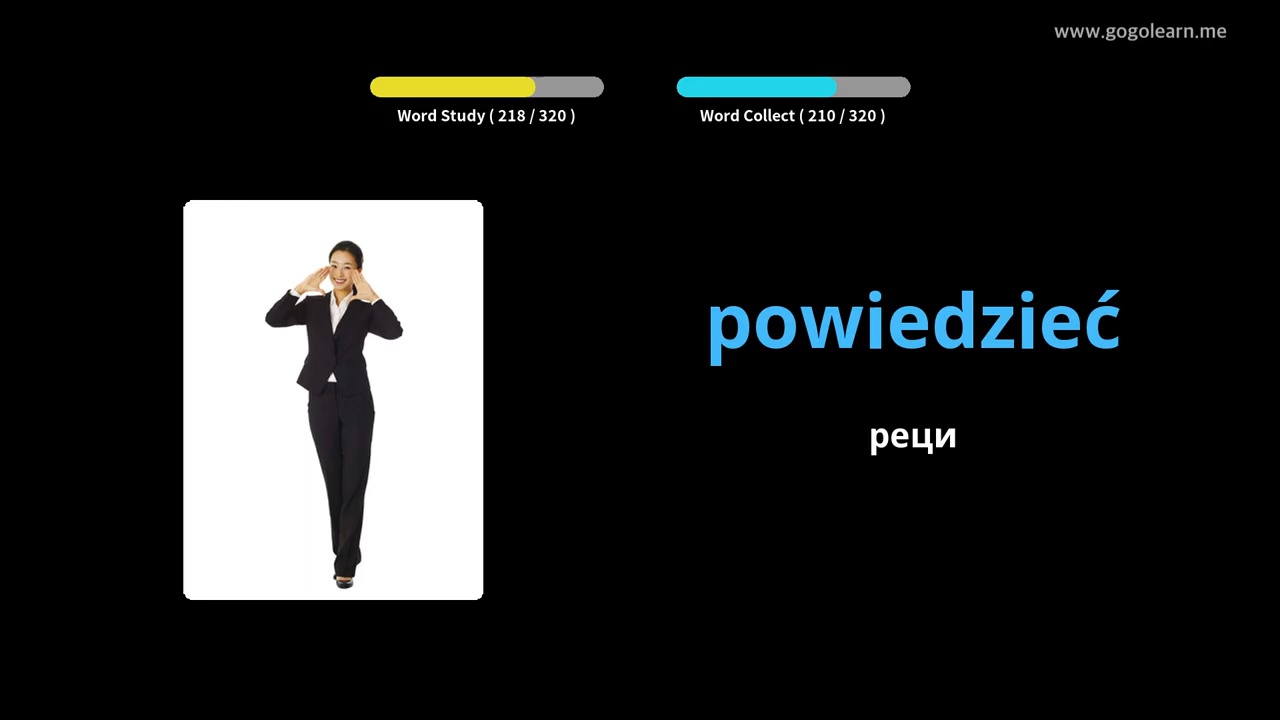 www.gogolearn.me
Word Study ( 218 / 320 )
Word Collect ( 210 / 320 )
powiedzieć
реци